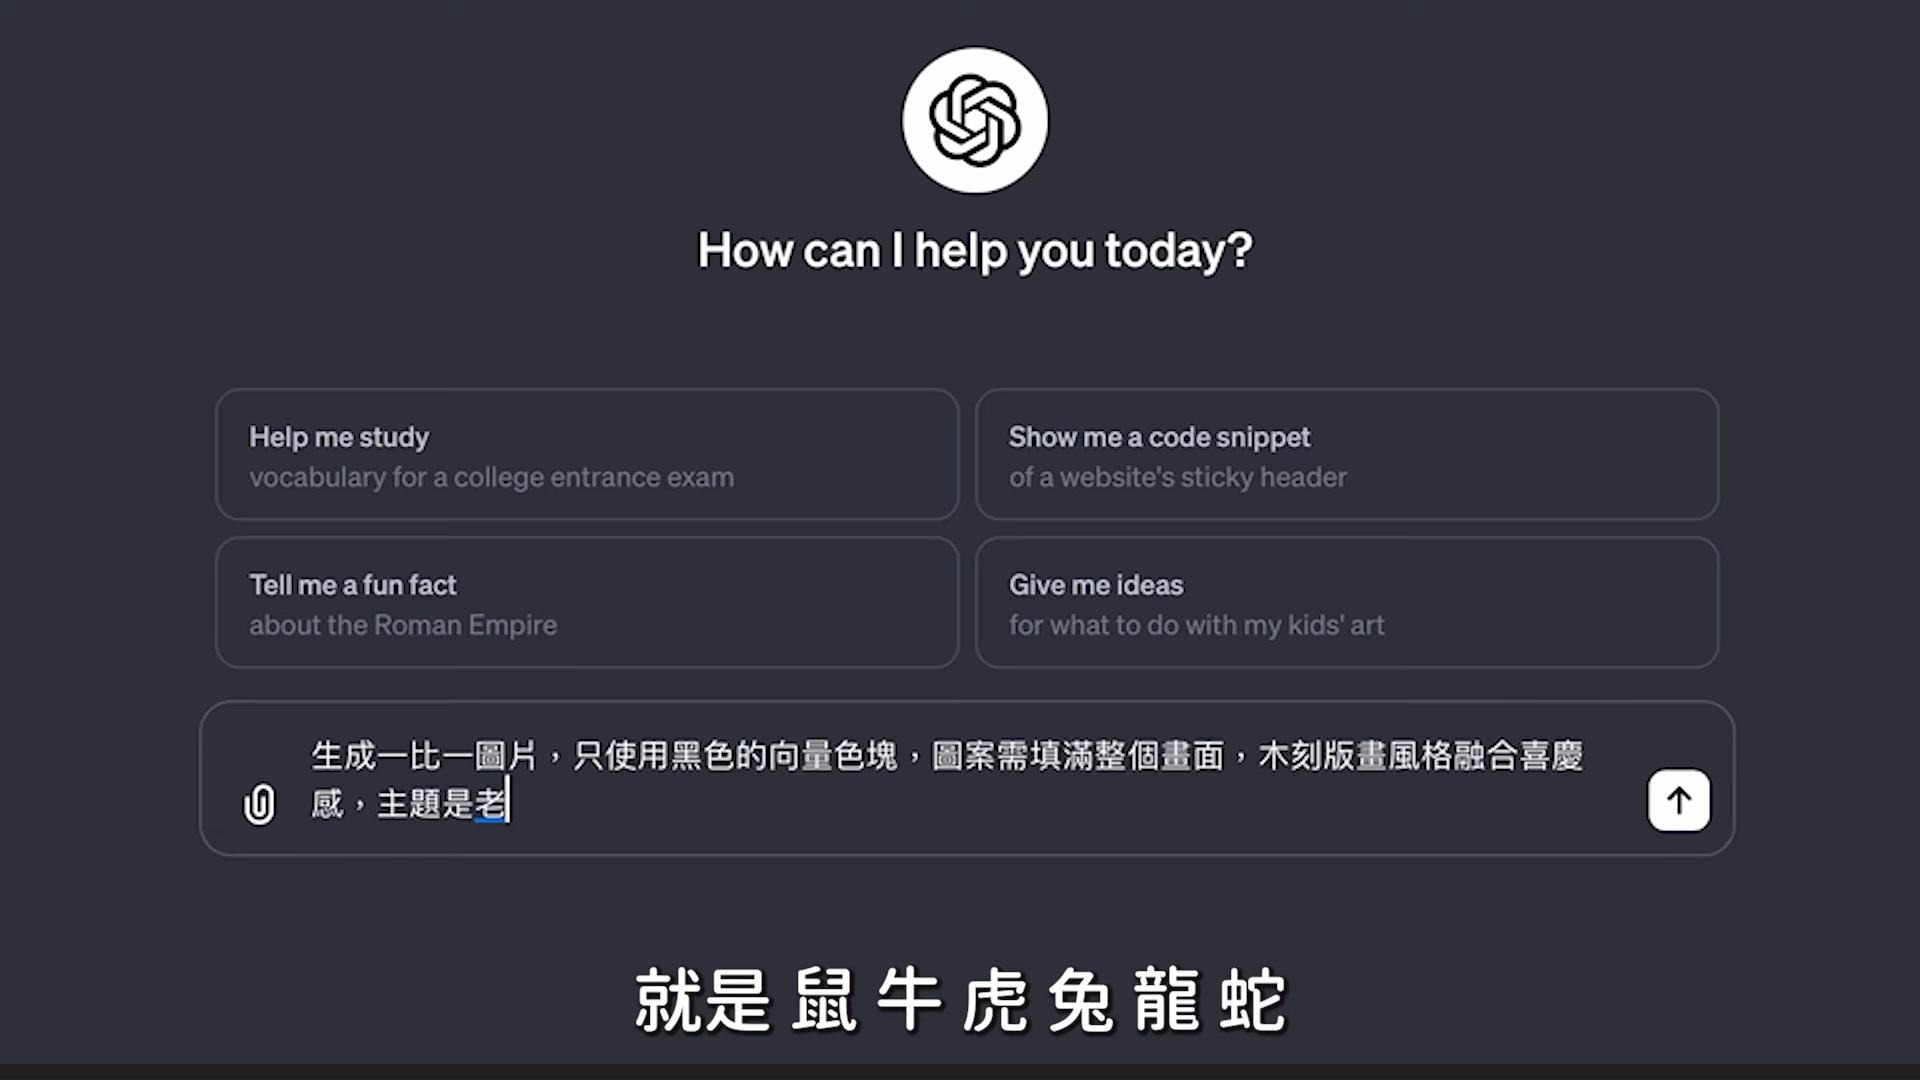 How can I help you today?
Help me study
vocabulary for a college entrance exam
Show me a code snippet
of a website's sticky header
Tell me a fun fact
about the Roman Empire
Give me ideas
for what to do with my kids' art
生成一比一圖片，只使用黑色的向量色塊，圖案需填滿整個畫面，木刻版畫風格融合喜慶
感，主題是老
就是 鼠 牛 虎 兔 龍 蛇